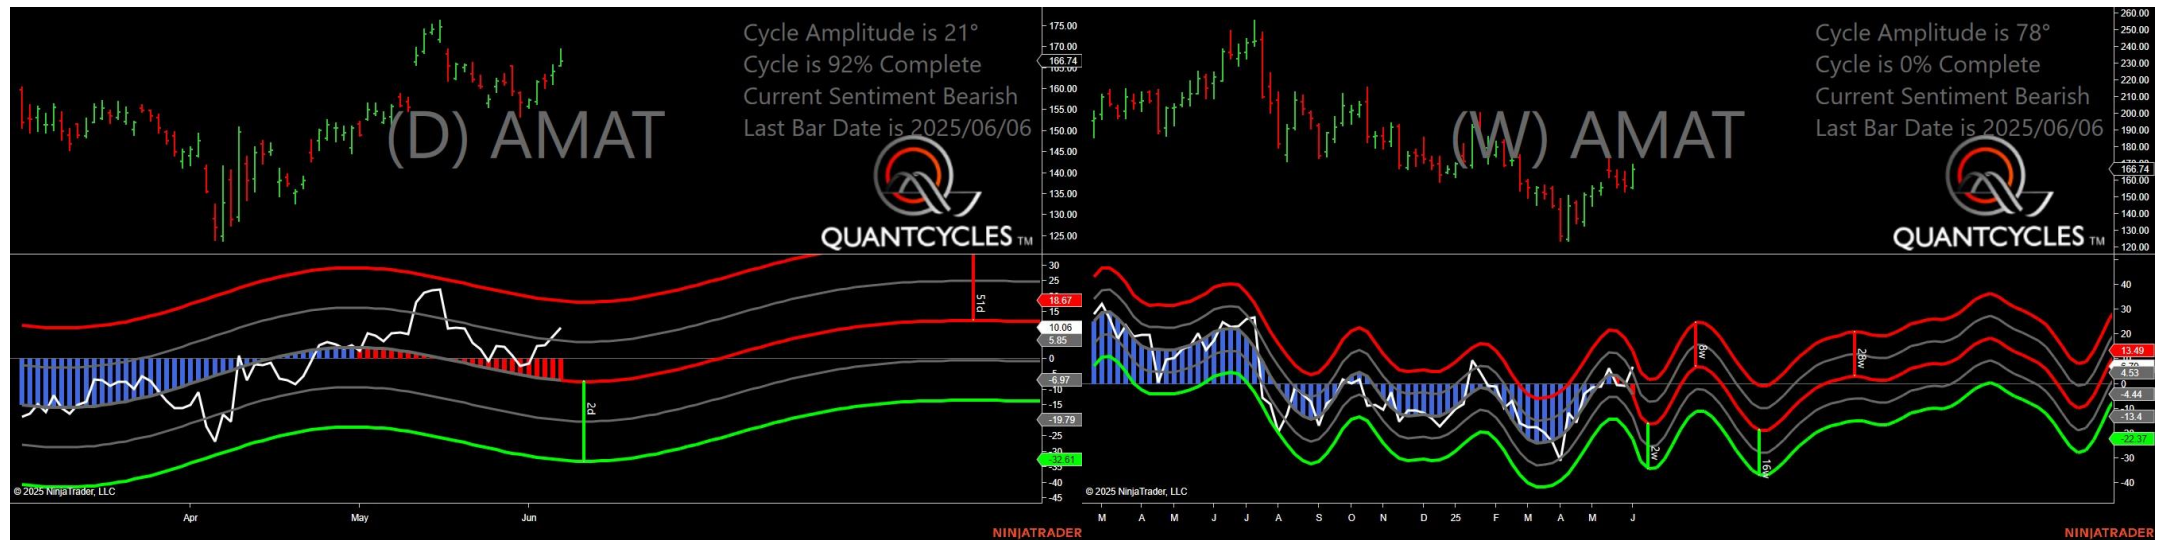 Cycle Amplitude is 21°
Cycle is 92% Complete
Current Sentiment Bearish
Last Bar Date is 2025/06/06
(D) AMAT
QUANTCYCLES TM
175.00
170.00
166.74
160.00
155.00
150.00
145.00
140.00
135.00
130.00
125.00
30
25
18.67
15
10.06
5.85
0
-6.97
-15
-19.79
-25
-32.61
-40
-45
51d
2d
© 2025 NinjaTrader, LLC
Apr May Jun
NINJATRADER
Cycle Amplitude is 78°
Cycle is 0% Complete
Current Sentiment Bearish
Last Bar Date is 2025/06/06
(W) AMAT
QUANTCYCLES TM
260.00
250.00
240.00
230.00
220.00
210.00
200.00
190.00
180.00
166.74
160.00
150.00
140.00
130.00
120.00
40
30
20
13.49
4.53
0
-4.44
-13.4
-22.37
-30
-40
8w
28w
2w
16w
© 2025 NinjaTrader, LLC
M A M J J A S O N D 25 F M A M J
NINJATRADER